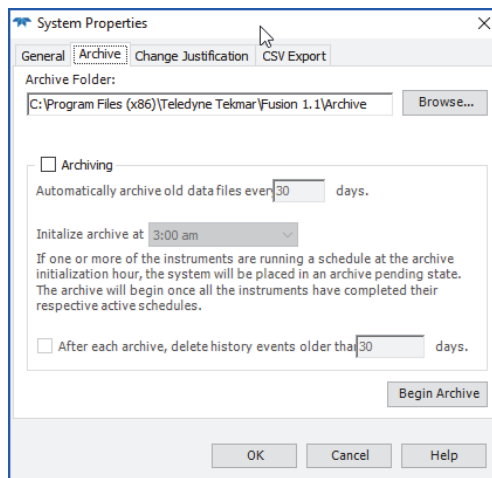 System Properties
General Archive Change Justification CSV Export
Archive Folder:
C:\Program Files (x86)\Teledyne Tekmar\Fusion 1.1\Archive Browse...
Archiving
Automatically archive old data files every 30 days.
Initalize archive at 3:00 am
If one or more of the instruments are running a schedule at the archive
initialization hour, the system will be placed in an archive pending state.
The archive will begin once all the instruments have completed their
respective active schedules.
After each archive, delete history events older than 30 days.
Begin Archive
OK Cancel Help